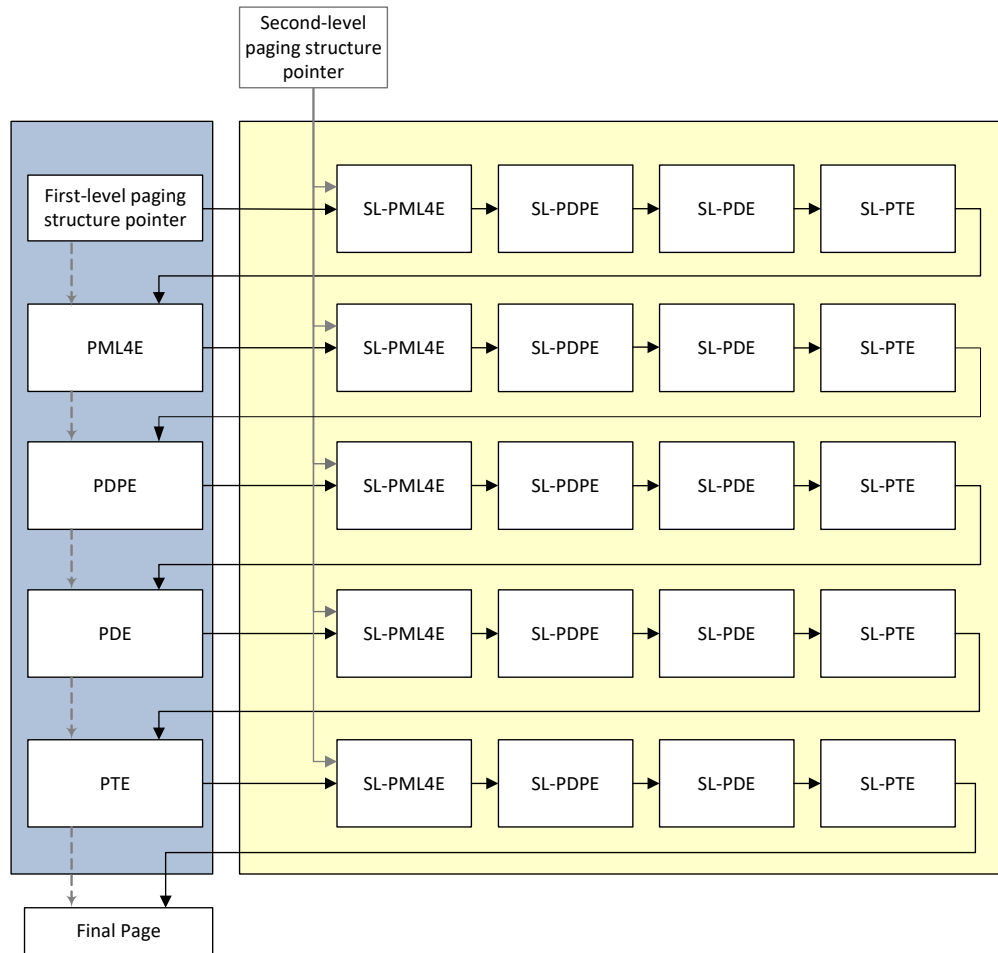 Second-level
paging structure
pointer
First-level paging
structure pointer
SL-PML4E
SL-PDPE
SL-PDE
SL-PTE
PML4E
SL-PML4E
SL-PDPE
SL-PDE
SL-PTE
PDPE
SL-PML4E
SL-PDPE
SL-PDE
SL-PTE
PDE
SL-PML4E
SL-PDPE
SL-PDE
SL-PTE
PTE
SL-PML4E
SL-PDPE
SL-PDE
SL-PTE
Final Page